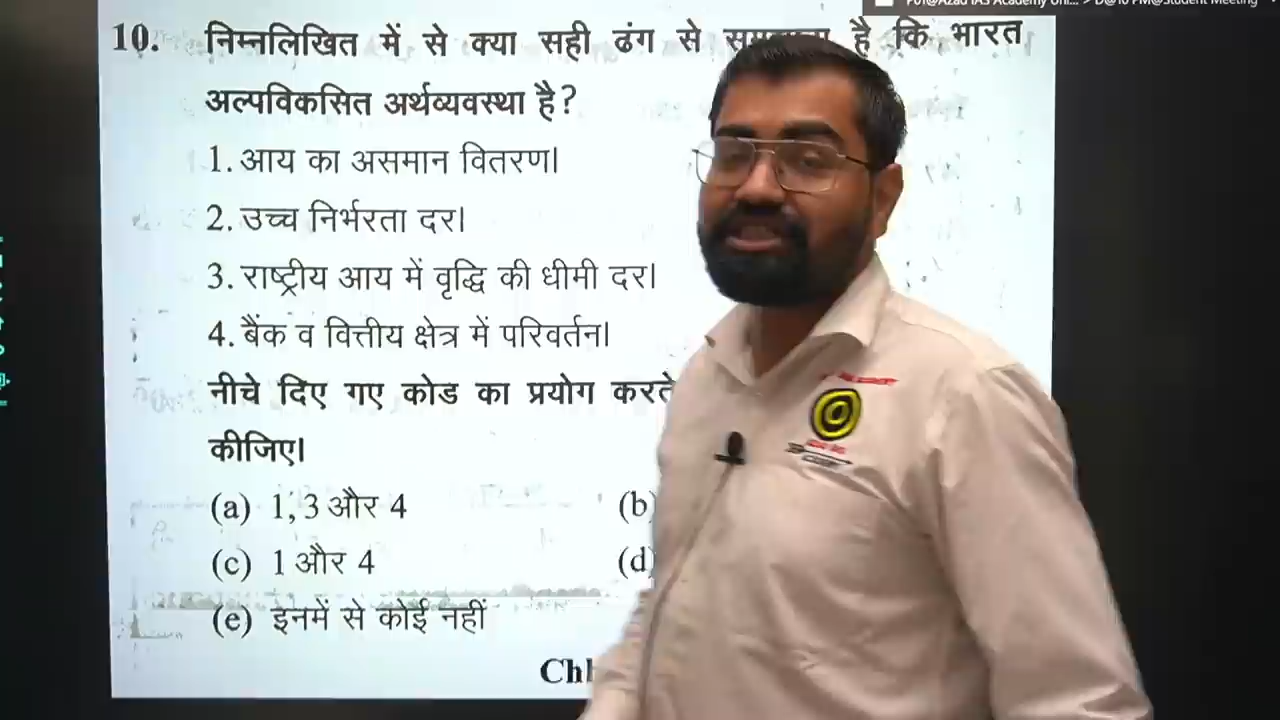 10. निम्नलिखित में से क्या सही ढंग से है कि भारत
अल्पविकसित अर्थव्यवस्था है?
1. आय का असमान वितरण।
2. उच्च निर्भरता दर।
3. राष्ट्रीय आय में वृद्धि की धीमी दर।
4. बैंक व वित्तीय क्षेत्र में परिवर्तन।
नीचे दिए गए कोड का प्रयोग करते
कीजिए।
(a) 1, 3 और 4
(b)
(c) 1 और 4
(d)
(e) इनमें से कोई नहीं